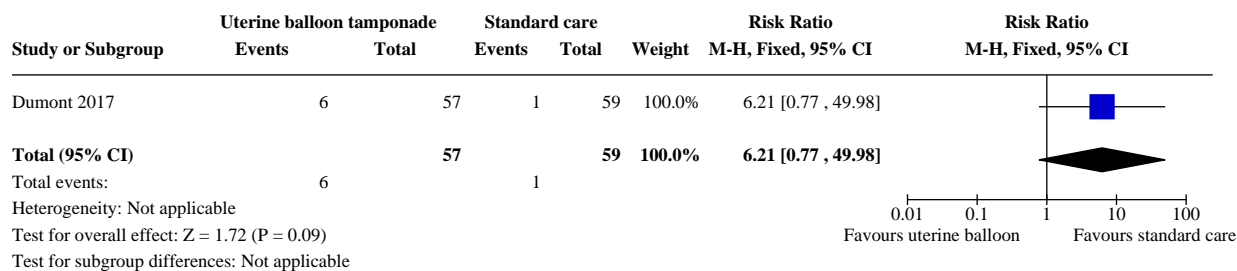 Uterine balloon tamponade Standard care Risk Ratio Risk Ratio
Study or Subgroup Events Total Events Total Weight M-H, Fixed, 95% CI M-H, Fixed, 95% CI
Dumont 2017 6 57 1 59 100.0% 6.21 [0.77 , 49.98]
Total (95% CI) 57 59 100.0% 6.21 [0.77 , 49.98]
Total events: 6 1
Heterogeneity: Not applicable
0.01 0.1 1 10 100
Test for overall effect: Z = 1.72 (P = 0.09)
Favours uterine balloon Favours standard care
Test for subgroup differences: Not applicable